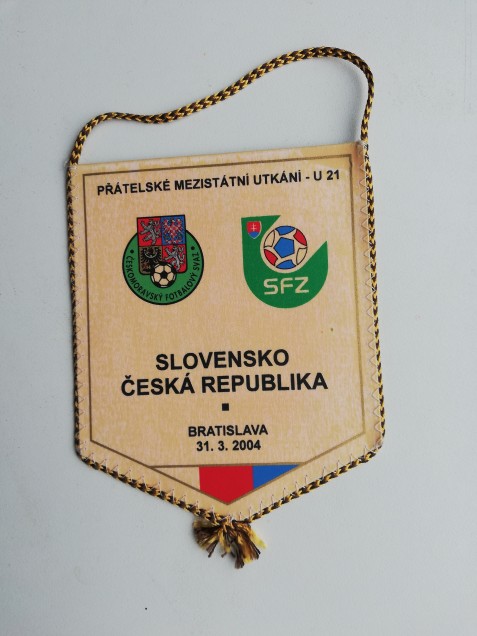 PŘÁTELSKÉ MEZISTÁTNÍ UTKÁNÍ - U 21
ČESKOMORAVSKÝ FOTBALOVÝ SVAZ
SFZ
SLOVENSKO
ČESKÁ REPUBLIKA
BRATISLAVA
31. 3. 2004